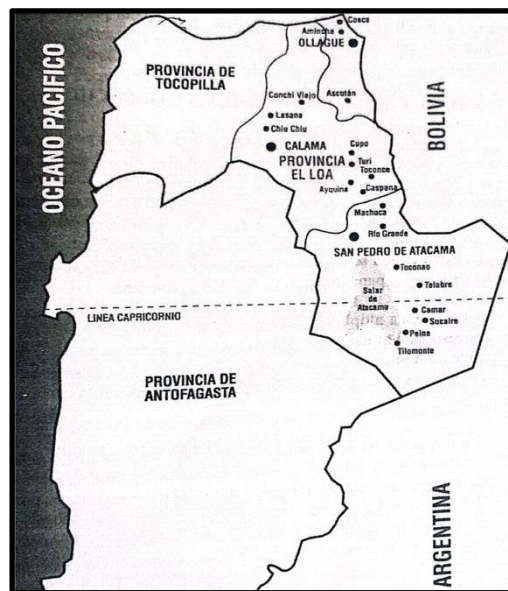 Cosca
Amincha
OLLAGUE
PROVINCIA DE
TOCOPILLA
Conchi Viejo
Ascotán
Lasana
Chiu Chiu
OCEANO PACIFICO
BOLIVIA
CALAMA
PROVINCIA
EL LOA
Cupo
Turi
Toconce
Ayquina
Caspana
Machuca
Río Grande
SAN PEDRO DE ATACAMA
Toconao
Talabre
Salar
de
Atacama
LINEA CAPRICORNIO
Camar
Socaire
Peine
Tilomonte
PROVINCIA DE
ANTOFAGASTA
ARGENTINA